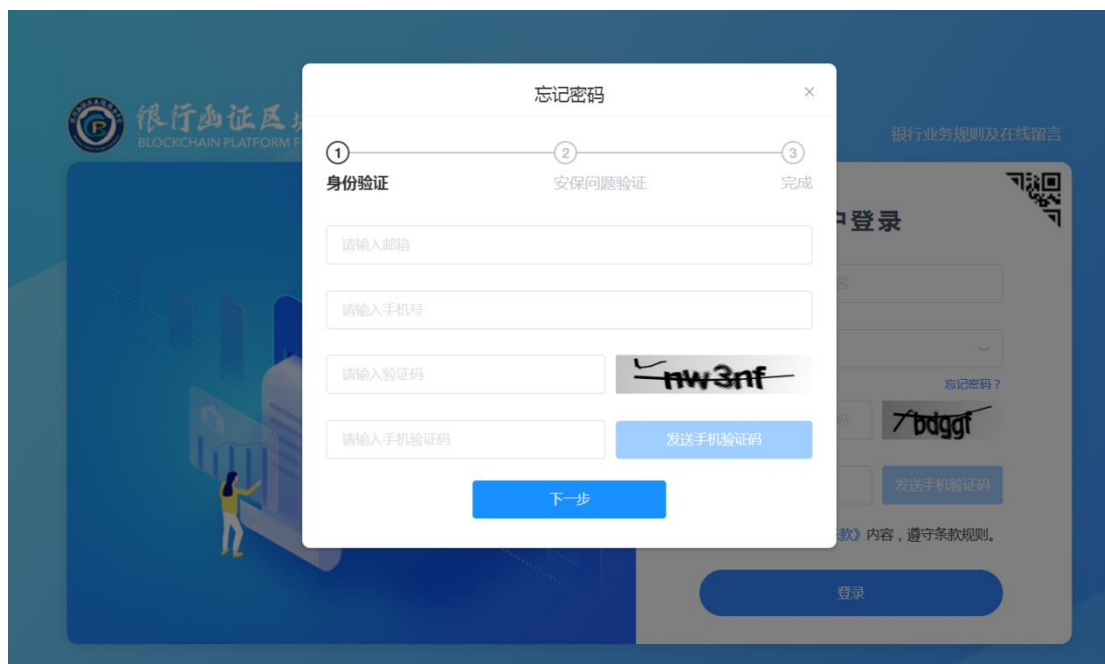 忘记密码
银行函证区
BLOCKCHAIN PLATFORM F
银行业务规则及在线留言
1
2
3
身份验证
安保问题验证
完成
登录
请输入邮箱
名
请输入手机号
请输入验证码
nw3nf
忘记密码？
码
7bdggf
请输入手机验证码
发送手机验证码
发送手机验证码
下一步
条款》内容，遵守条款规则。
登录